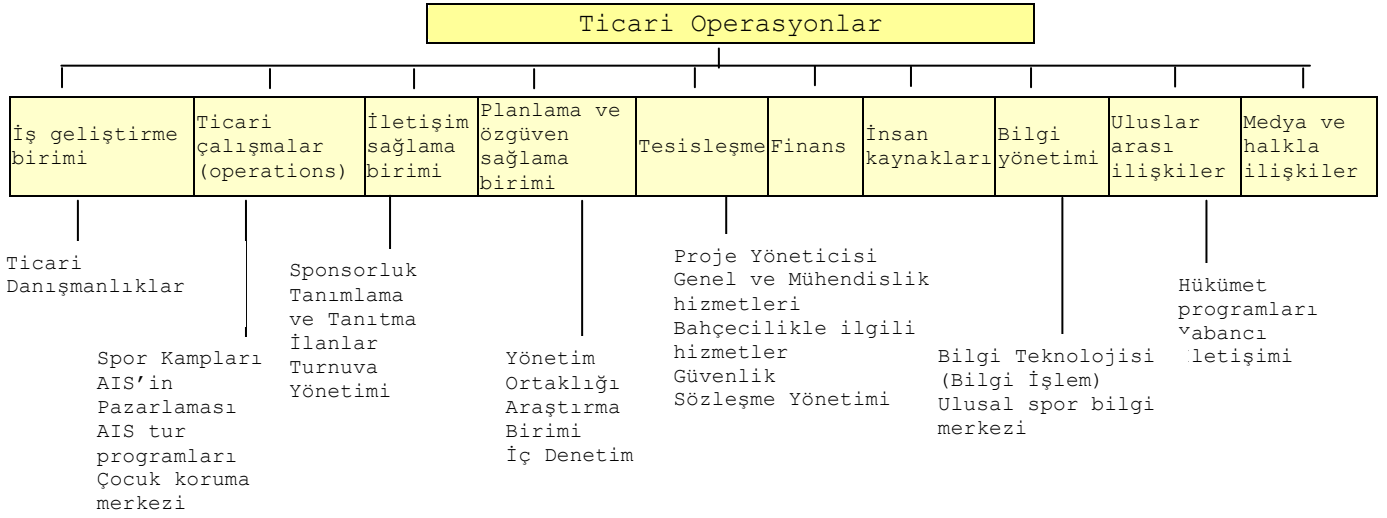 Ticari Operasyonlar
İş geliştirme
birimi
Ticari
çalışmalar
(operations)
İletişim
sağlama
birimi
Planlama ve
özgüven
sağlama
birimi
Tesisleşme
Finans
İnsan
kaynakları
Bilgi
yönetimi
Uluslar
arası
ilişkiler
Medya ve
halkla
ilişkiler
Ticari
Danışmanlıklar
Spor Kampları
AIS’in
Pazarlaması
AIS tur
programları
Çocuk koruma
merkezi
Sponsorluk
Tanımlama
ve Tanıtma
İlanlar
Turnuva
Yönetimi
Yönetim
Ortaklığı
Araştırma
Birimi
İç Denetim
Proje Yöneticisi
Genel ve Mühendislik
hizmetleri
Bahçecilikle ilgili
hizmetler
Güvenlik
Sözleşme Yönetimi
Bilgi Teknolojisi
(Bilgi İşlem)
Ulusal spor bilgi
merkezi
Hükümet
programları
Yabancı
İletişimi